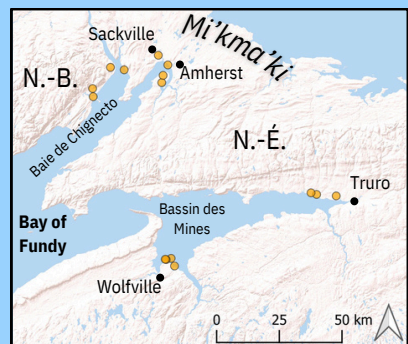 Sackville
Mi'kma'ki
Amherst
N.-B.
Baie de Chignecto
N.-É.
Truro
Bassin des
Mines
Bay of
Fundy
Wolfville
0 25 50 km